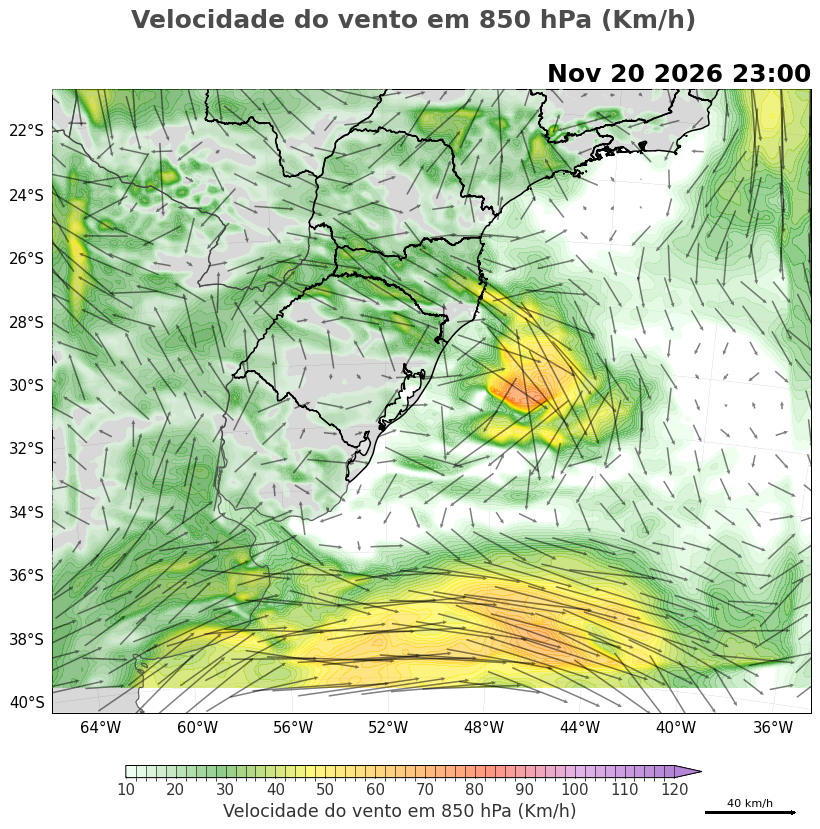 Velocidade do vento em 850 hPa (Km/h)
Nov 20 2026 23:00
22°S
24°S
26°S
28°S
30°S
32°S
34°S
36°S
38°S
40°S
64°W 60°W 56°W 52°W 48°W 44°W 40°W 36°W
10 20 30 40 50 60 70 80 90 100 110 120
Velocidade do vento em 850 hPa (Km/h)
40 km/h